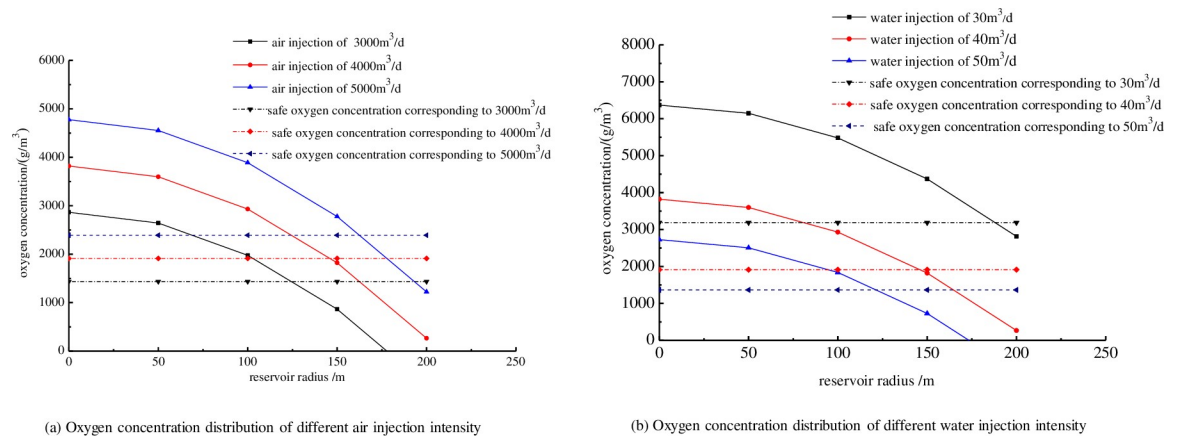 air injection of 3000m³/d
air injection of 4000m³/d
air injection of 5000m³/d
safe oxygen concentration corresponding to 3000m³/d
safe oxygen concentration corresponding to 4000m³/d
safe oxygen concentration corresponding to 5000m³/d
oxygen concentration/(g/m³)
6000
5000
4000
3000
2000
1000
0
0 50 100 150 200 250
reservoir radius /m
(a) Oxygen concentration distribution of different air injection intensity
water injection of 30m³/d
water injection of 40m³/d
water injection of 50m³/d
safe oxygen concentration corresponding to 30m³/d
safe oxygen concentration corresponding to 40m³/d
safe oxygen concentration corresponding to 50m³/d
oxygen concentration/(g/m³)
8000
7000
6000
5000
4000
3000
2000
1000
0
0 50 100 150 200 250
reservoir radius /m
(b) Oxygen concentration distribution of different water injection intensity